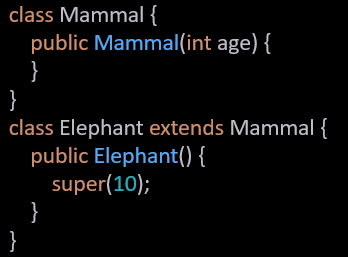 class Mammal {
  public Mammal(int age) {
  }
}
class Elephant extends Mammal {
  public Elephant() {
    super(10);
  }
}